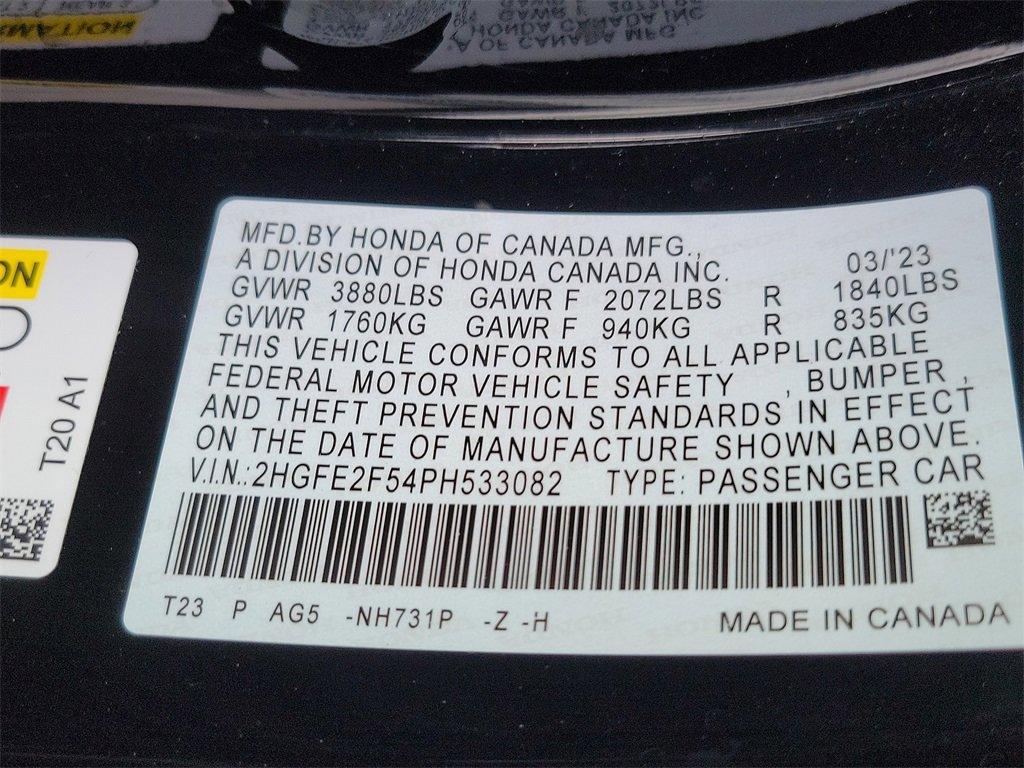 MFD.BY HONDA OF CANADA MFG.,
A DIVISION OF HONDA CANADA INC. 03/'23
GVWR 3880LBS GAWR F 2072LBS R 1840LBS
GVWR 1760KG GAWR F 940KG R 835KG
THIS VEHICLE CONFORMS TO ALL APPLICABLE
FEDERAL MOTOR VEHICLE SAFETY , BUMPER ,
AND THEFT PREVENTION STANDARDS IN EFFECT
ON THE DATE OF MANUFACTURE SHOWN ABOVE.
V.I.N.:2HGFE2F54PH533082 TYPE: PASSENGER CAR
T23 P AG5 -NH731P -Z -H MADE IN CANADA
ON
T20 A1